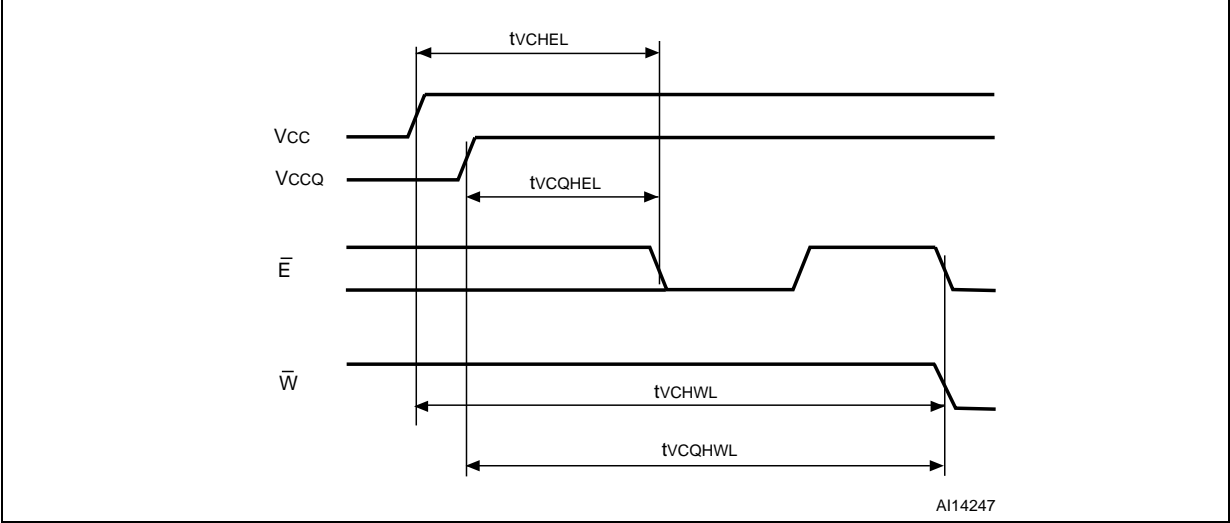 tVCHEL
VCC
VCCQ
tVCQHEL
E̅
W̅
tVCHWL
tVCQHWL
AI14247